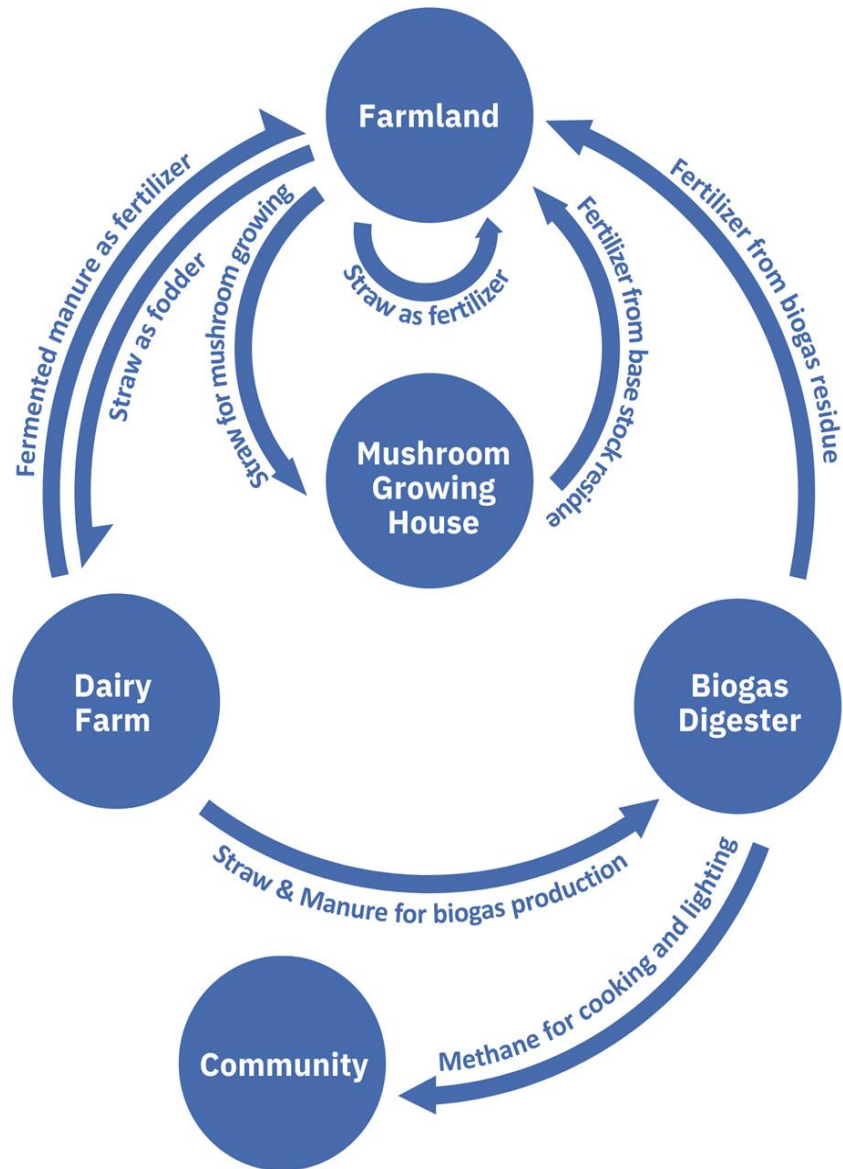 Farmland
Fermented manure as fertilizer
Straw as fodder
Straw for mushroom growing
Straw as fertilizer
Fertilizer from base stock residue
Fertilizer from biogas residue
Mushroom
Growing
House
Dairy
Farm
Biogas
Digester
Straw & Manure for biogas production
Methane for cooking and lighting
Community